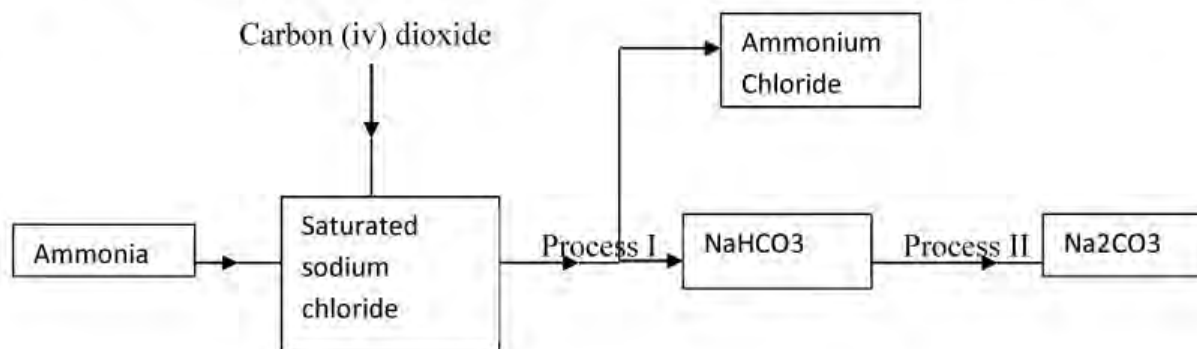 Carbon (iv) dioxide
Ammonium
Chloride
Ammonia
Saturated
sodium
chloride
Process I
NaHCO3
Process II
Na2CO3